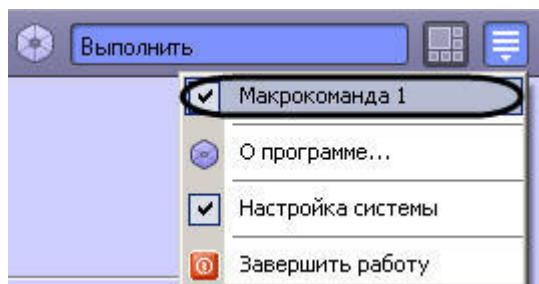 Выполнить
Макрокоманда 1
О программе...
Настройка системы
Завершить работу